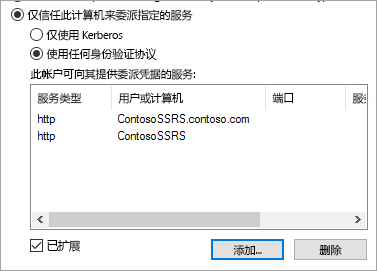 仅信任此计算机来委派指定的服务
仅使用 Kerberos
使用任何身份验证协议
此帐户可向其提供委派凭据的服务:
服务类型 用户或计算机 端口
http ContosoSSRS.contoso.com
http ContosoSSRS
已扩展 添加... 删除